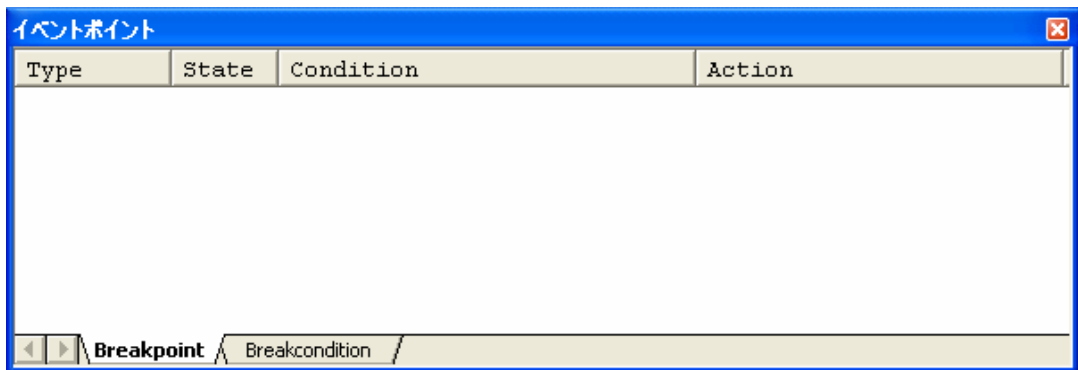 イベントポイント
Type State Condition Action
Breakpoint Breakcondition